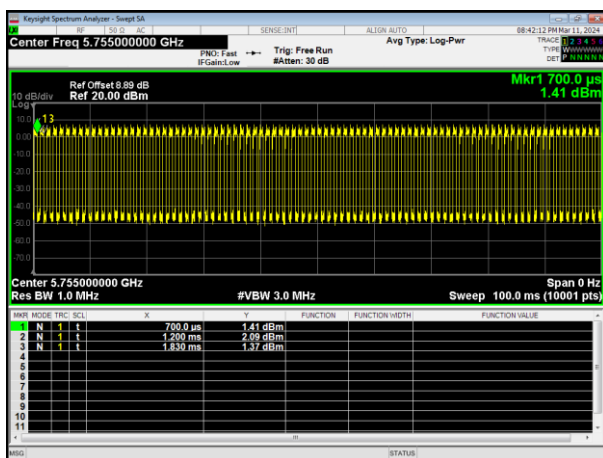 Keysight Spectrum Analyzer - Swept SA
RF 50 Ω AC SENSE:INT ALIGN AUTO 08:42:12 PM Mar 11, 2024
Center Freq 5.755000000 GHz
PNO: Fast
IFGain:Low
Trig: Free Run
#Atten: 30 dB
Avg Type: Log-Pwr
TRACE 1 2 3 4 5 6
TYPE WWWWWW
DET P N N N N N
Mkr1 700.0 µs
1.41 dBm
Ref Offset 8.89 dB
10 dB/div Ref 20.00 dBm
Log
10.0
0.00
-10.0
-20.0
-30.0
-40.0
-50.0
-60.0
-70.0
13
Center 5.755000000 GHz Span 0 Hz
Res BW 1.0 MHz #VBW 3.0 MHz Sweep 100.0 ms (10001 pts)
MKR MODE TRC SCL X Y FUNCTION FUNCTION WIDTH FUNCTION VALUE
1 N 1 t 700.0 µs 1.41 dBm
2 N 1 t 1.200 ms 2.09 dBm
3 N 1 t 1.830 ms 1.37 dBm
4
5
6
7
8
9
10
11
MSG STATUS